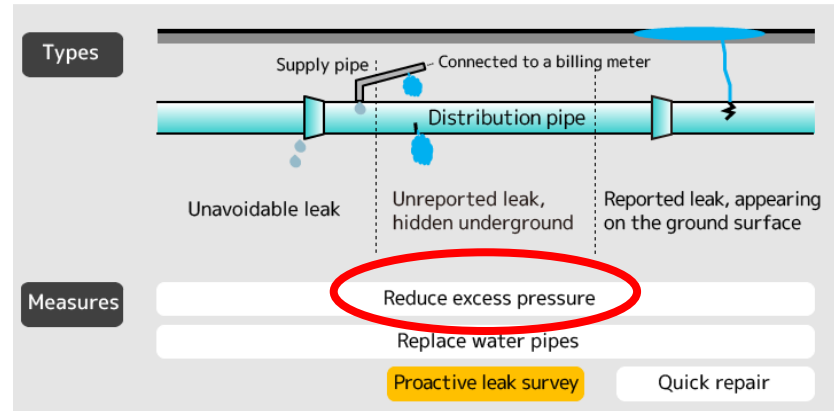 Types
Supply pipe
Connected to a billing meter
Distribution pipe
Unavoidable leak
Unreported leak,
hidden underground
Reported leak, appearing
on the ground surface
Measures
Reduce excess pressure
Replace water pipes
Proactive leak survey
Quick repair